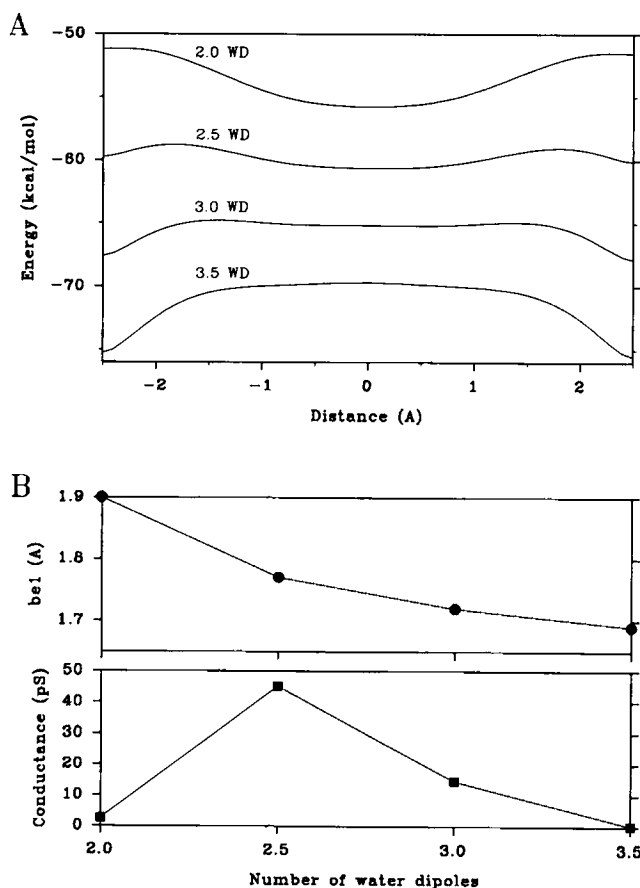 A
−50
2.0 WD
2.5 WD
−60
3.0 WD
3.5 WD
−70
Energy (kcal/mol)
−2 −1 0 1 2
Distance (A)
B
1.9
1.8
1.7
bel (A)
50
40
30
20
10
0
Conductance (pS)
2.0 2.5 3.0 3.5
Number of water dipoles